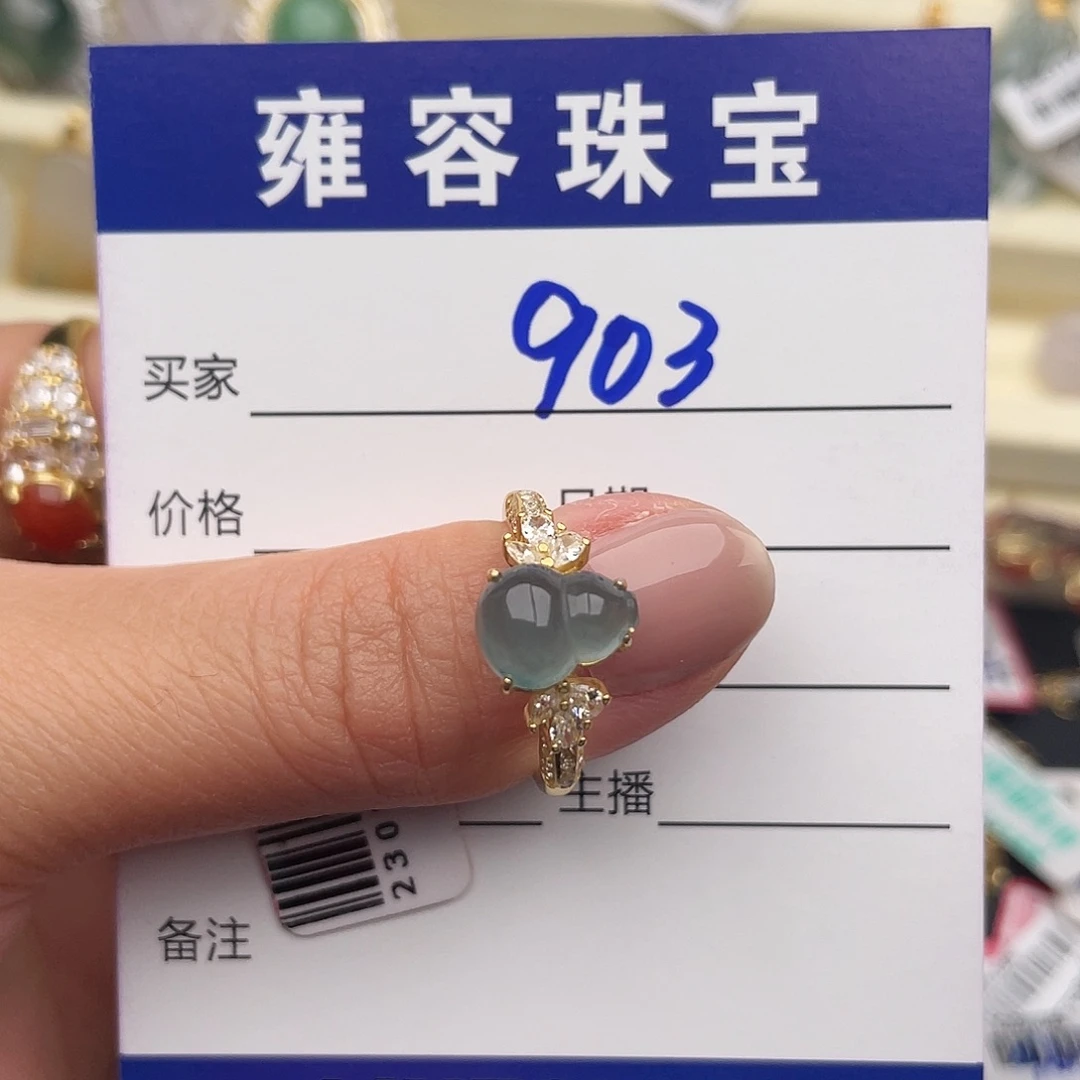 雍容珠宝
买家 903
价格
主播
230
备注